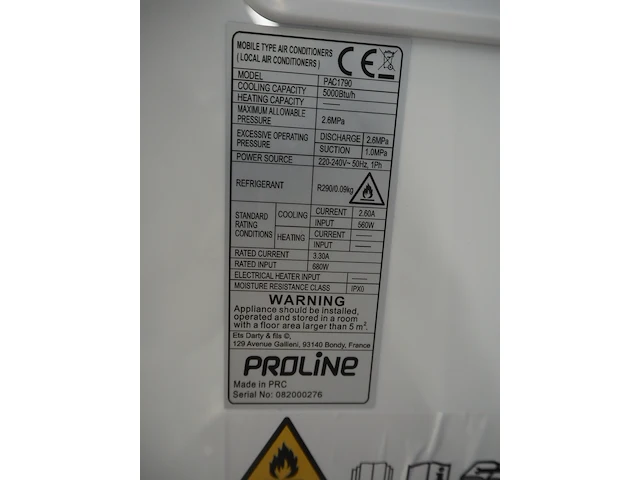 MOBILE TYPE AIR CONDITIONERS
( LOCAL AIR CONDITIONERS )
CE
MODEL PAC1790
COOLING CAPACITY 5000Btu/h
HEATING CAPACITY ——
MAXIMUM ALLOWABLE PRESSURE 2.6MPa
EXCESSIVE OPERATING PRESSURE DISCHARGE 2.6MPa
SUCTION 1.0MPa
POWER SOURCE 220-240V~ 50Hz, 1Ph
REFRIGERANT R290/0.09kg
STANDARD RATING CONDITIONS COOLING CURRENT 2.60A
INPUT 560W
HEATING CURRENT ——
INPUT ——
RATED CURRENT 3.30A
RATED INPUT 680W
ELECTRICAL HEATER INPUT ——
MOISTURE RESISTANCE CLASS IPX0
WARNING
Appliance should be installed,
operated and stored in a room
with a floor area larger than 5 m².
Ets Darty & fils ©,
129 Avenue Gallieni, 93140 Bondy, France
PROLINE
Made in PRC
Serial No: 082000276